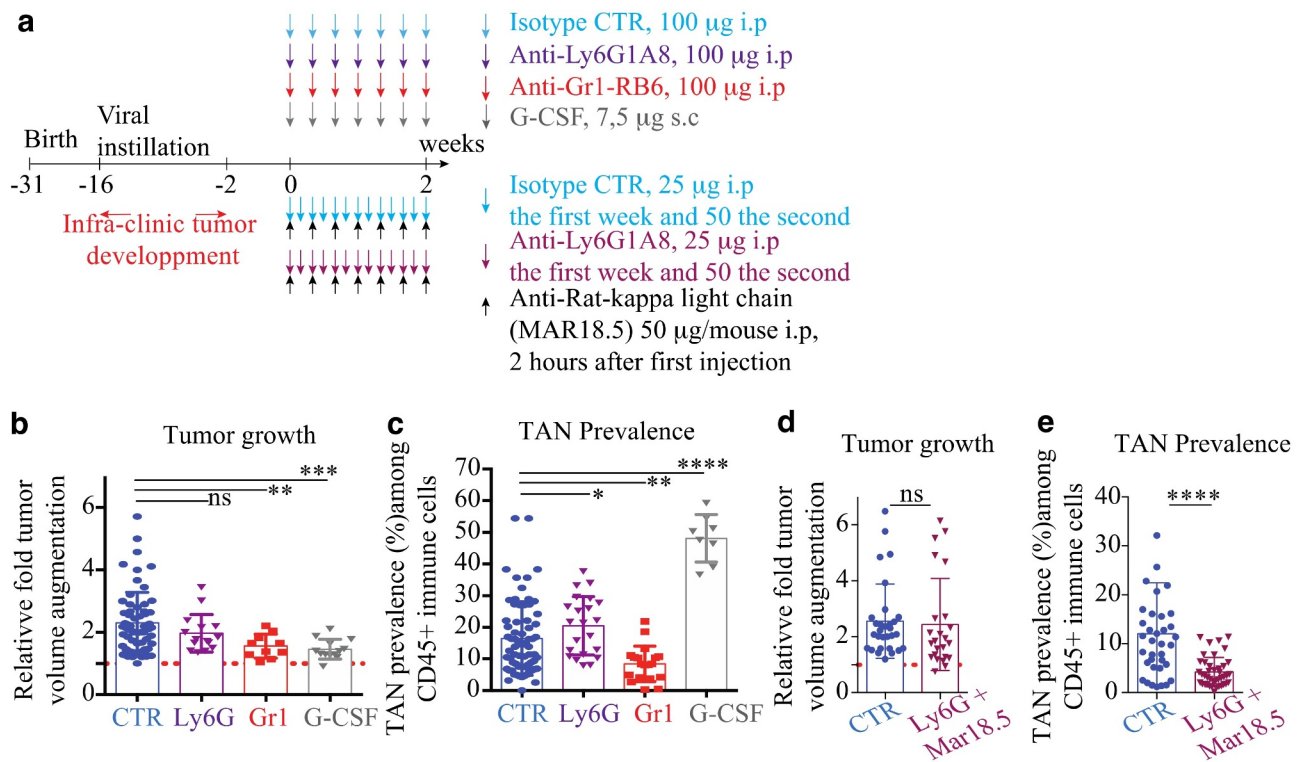 a
Isotype CTR, 100 µg i.p
Anti-Ly6G1A8, 100 µg i.p
Anti-Gr1-RB6, 100 µg i.p
G-CSF, 7,5 µg s.c
Birth
Viral
instillation
weeks
-31
-16
-2
0
2
Infra-clinic tumor
developpment
Isotype CTR, 25 µg i.p
the first week and 50 the second
Anti-Ly6G1A8, 25 µg i.p
the first week and 50 the second
Anti-Rat-kappa light chain
(MAR18.5) 50 µg/mouse i.p,
2 hours after first injection
b
Tumor growth
Relativve fold tumor
volume augmentation
6
4
2
0
***
**
ns
CTR
Ly6G
Gr1
G-CSF
c
TAN Prevalence
TAN prevalence (%)among
CD45+ immune cells
70
60
50
40
30
20
10
0
****
**
*
CTR
Ly6G
Gr1
G-CSF
d
Tumor growth
Relative fold tumor
volume augmentation
6
4
2
0
ns
CTR
Ly6G +
Mar18.5
e
TAN Prevalence
TAN prevalence (%)among
CD45+ immune cells
40
30
20
10
0
****
CTR
Ly6G +
Mar18.5